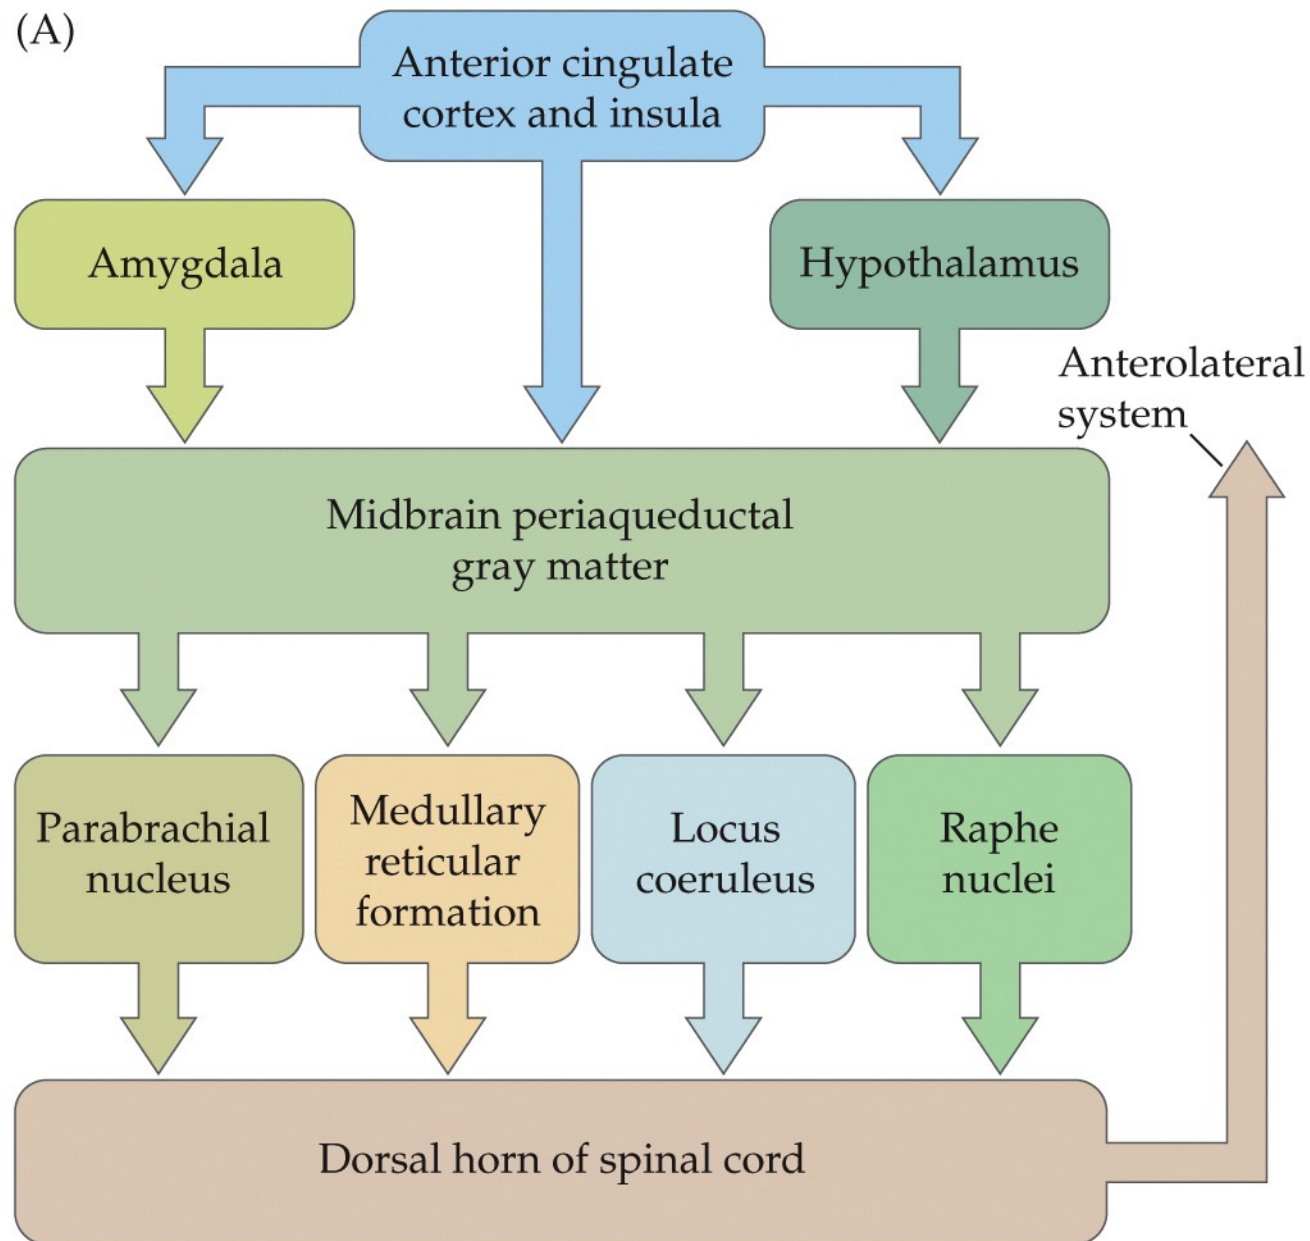 (A)
Anterior cingulate
cortex and insula
Amygdala
Hypothalamus
Anterolateral
system
Midbrain periaqueductal
gray matter
Parabrachial
nucleus
Medullary
reticular
formation
Locus
coeruleus
Raphe
nuclei
Dorsal horn of spinal cord